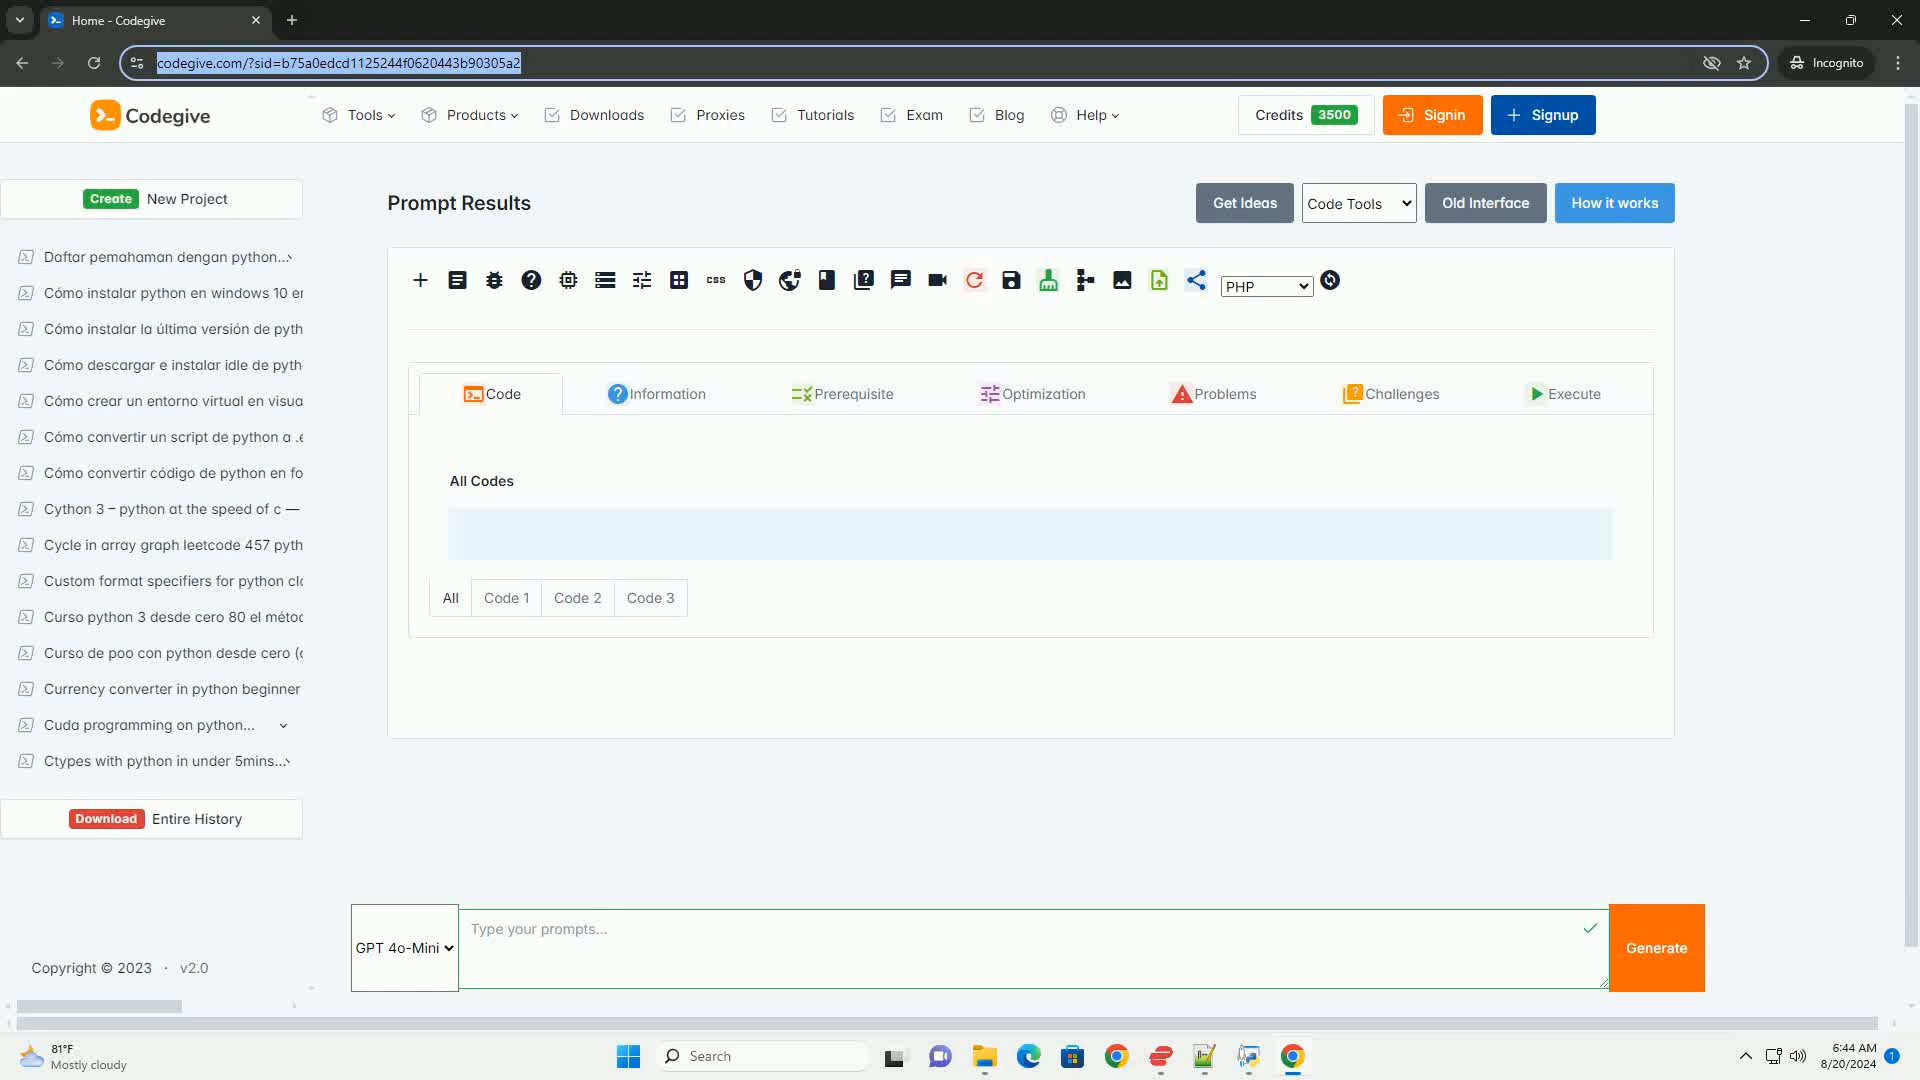 Home - Codegive
codegive.com/?sid=b75a0edcd1125244f0620443b90305a2
Incognito
Codegive
Tools
Products
Downloads
Proxies
Tutorials
Exam
Blog
Help
Credits 3500
Signin
Signup
Create New Project
Daftar pemahaman dengan python...
Cómo instalar python en windows 10 en
Cómo instalar la última versión de pyth
Cómo descargar e instalar idle de pyth
Cómo crear un entorno virtual en visua
Cómo convertir un script de python a .e
Cómo convertir código de python en fo
Cython 3 – python at the speed of c —
Cycle in array graph leetcode 457 pyth
Custom format specifiers for python cla
Curso python 3 desde cero 80 el métoc
Curso de poo con python desde cero (c
Currency converter in python beginner
Cuda programming on python...
Ctypes with python in under 5mins...
Download Entire History
Copyright © 2023 · v2.0
Prompt Results
Get Ideas
Code Tools
Old Interface
How it works
CSS
PHP
Code
Information
Prerequisite
Optimization
Problems
Challenges
Execute
All Codes
All
Code 1
Code 2
Code 3
GPT 4o-Mini
Type your prompts...
Generate
81°F
Mostly cloudy
Search
6:44 AM
8/20/2024
1